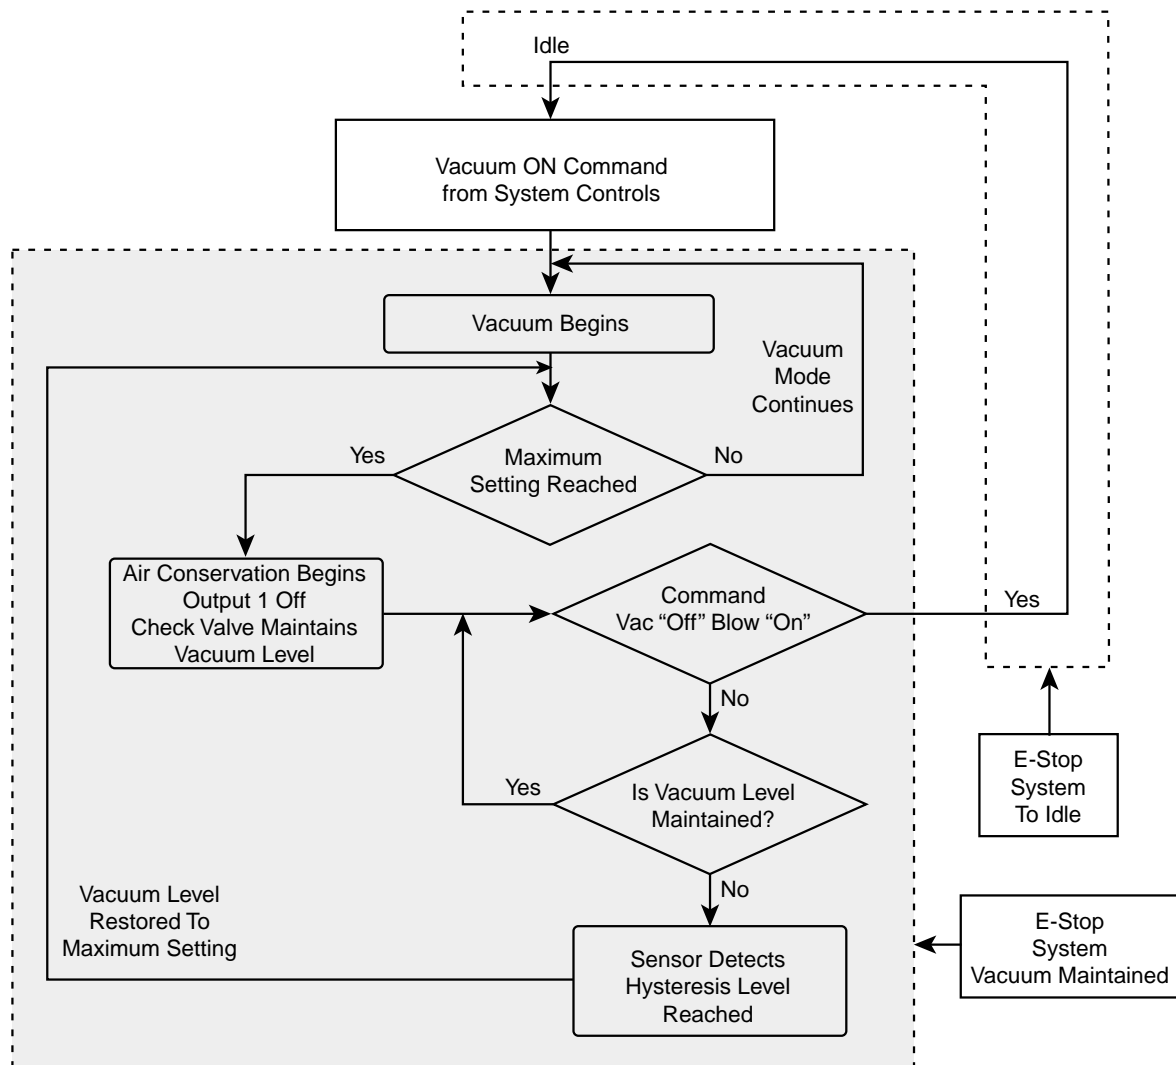 Idle
Vacuum ON Command
from System Controls
Vacuum Begins
Vacuum
Mode
Continues
Yes
Maximum
Setting Reached
No
Air Conservation Begins
Output 1 Off
Check Valve Maintains
Vacuum Level
Command
Vac “Off” Blow “On”
Yes
No
Yes
Is Vacuum Level
Maintained?
E-Stop
System
To Idle
No
Vacuum Level
Restored To
Maximum Setting
Sensor Detects
Hysteresis Level
Reached
E-Stop
System
Vacuum Maintained